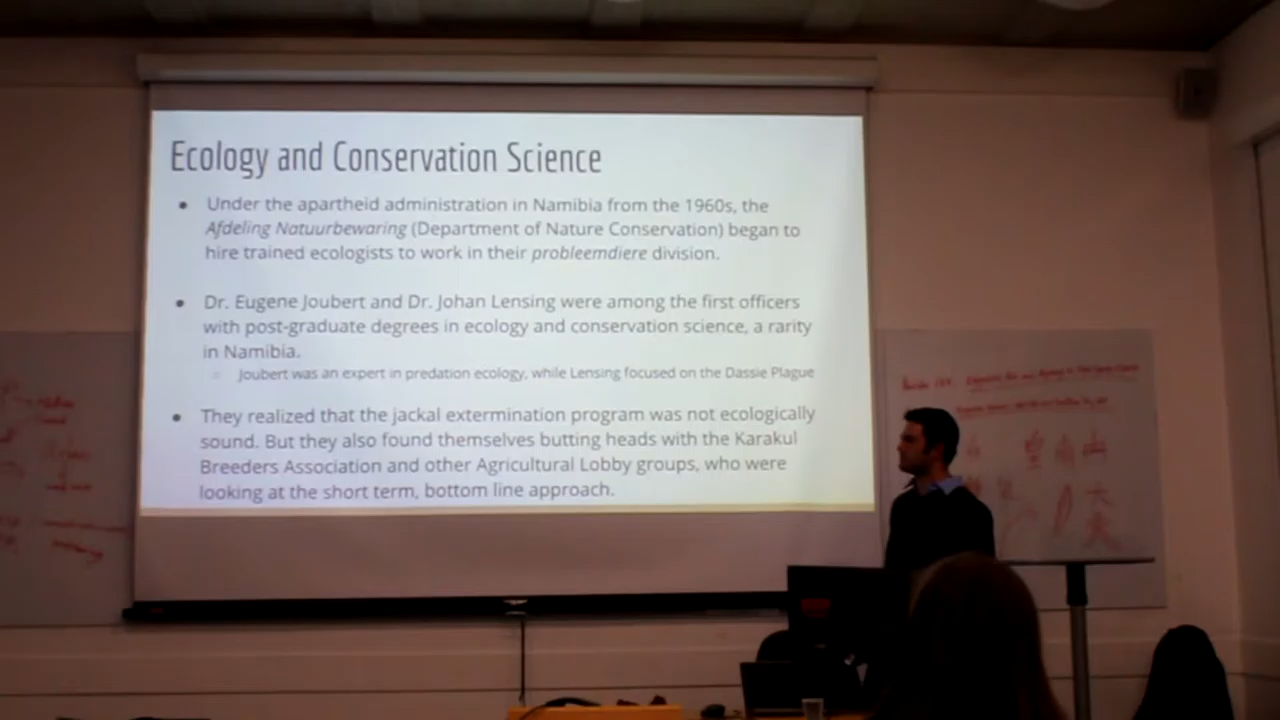 Ecology and Conservation Science
● Under the apartheid administration in Namibia from the 1960s, the
Afdeling Natuurbewaring (Department of Nature Conservation) began to
hire trained ecologists to work in their probleemdiere division.
● Dr. Eugene Joubert and Dr. Johan Lensing were among the first officers
with post-graduate degrees in ecology and conservation science, a rarity
in Namibia.
○ Joubert was an expert in predation ecology, while Lensing focused on the Dassie Plague
● They realized that the jackal extermination program was not ecologically
sound. But they also found themselves butting heads with the Karakul
Breeders Association and other Agricultural Lobby groups, who were
looking at the short term, bottom line approach.